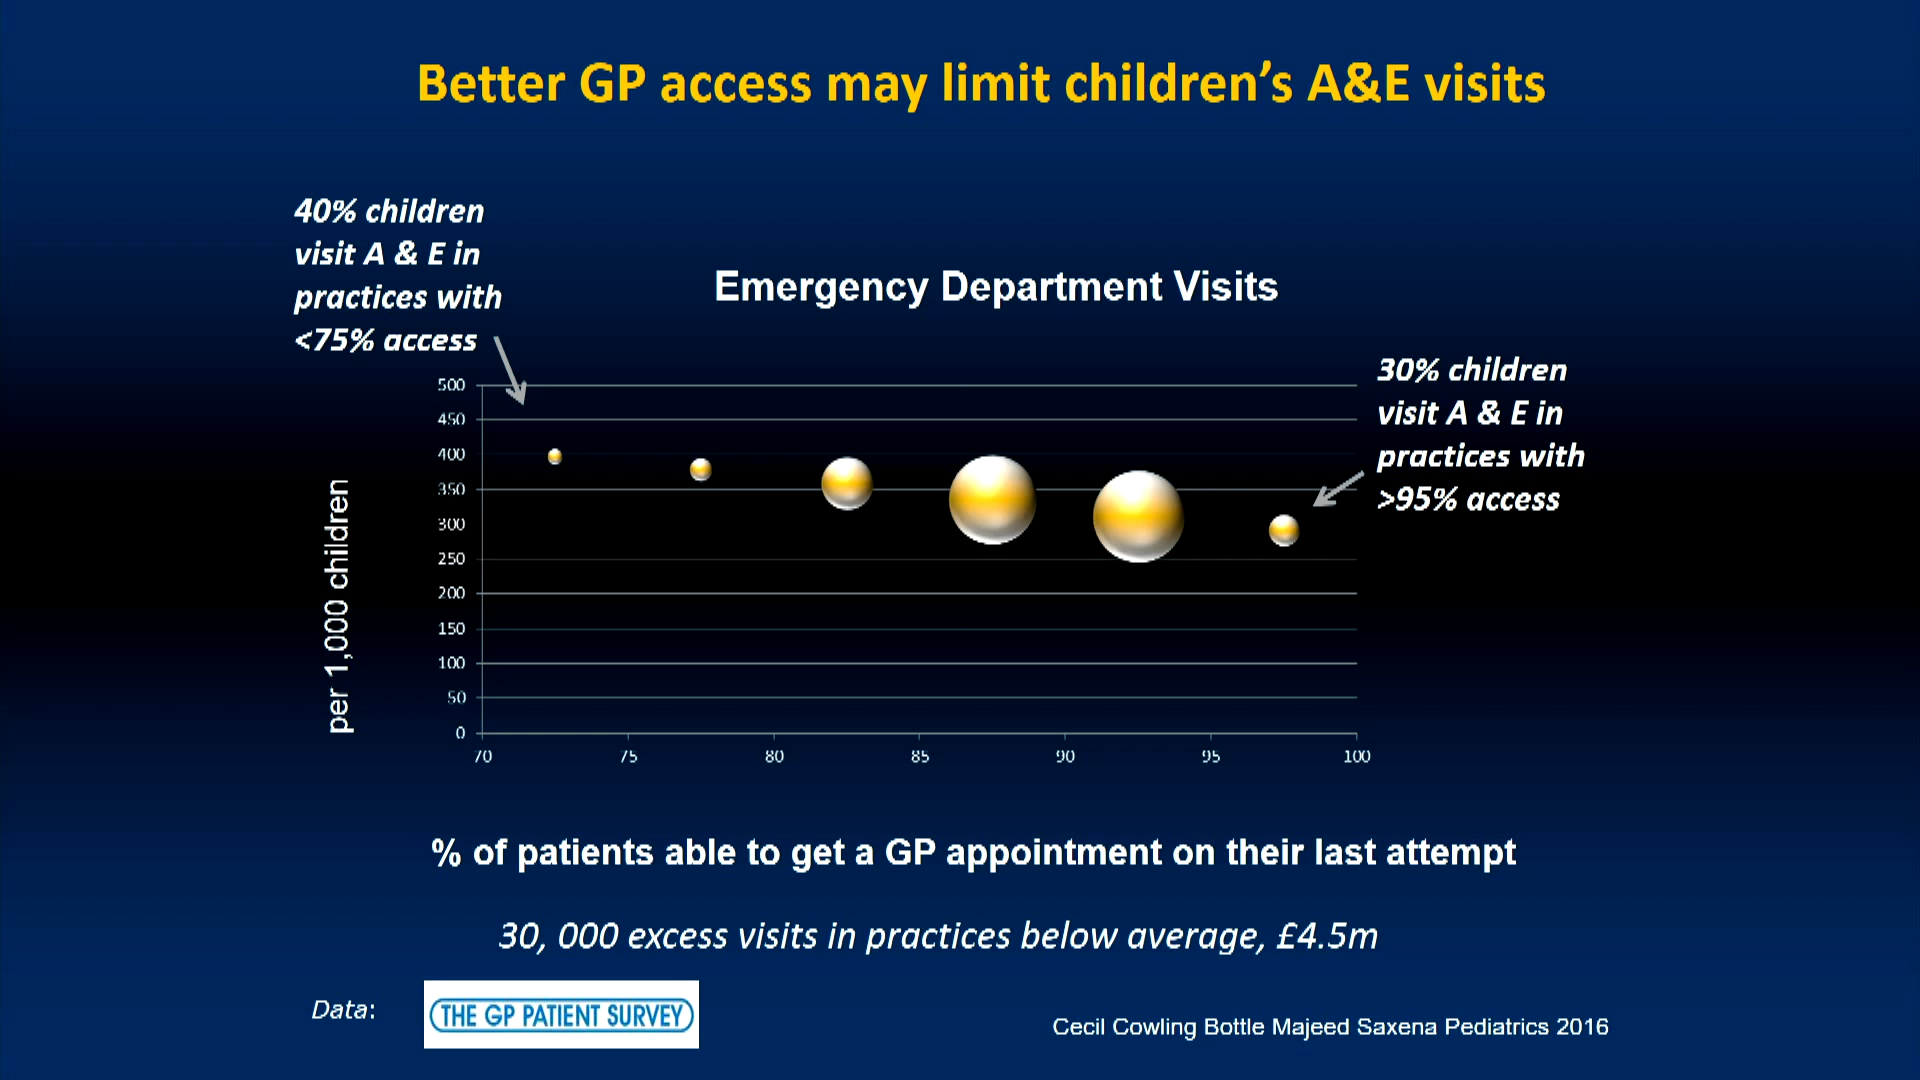 Better GP access may limit children’s A&E visits
40% children
visit A & E in
practices with
<75% access
Emergency Department Visits
30% children
visit A & E in
practices with
>95% access
per 1,000 children
500
450
400
350
300
250
200
150
100
50
0
70 75 80 85 90 95 100
% of patients able to get a GP appointment on their last attempt
30, 000 excess visits in practices below average, £4.5m
Data:
THE GP PATIENT SURVEY
Cecil Cowling Bottle Majeed Saxena Pediatrics 2016